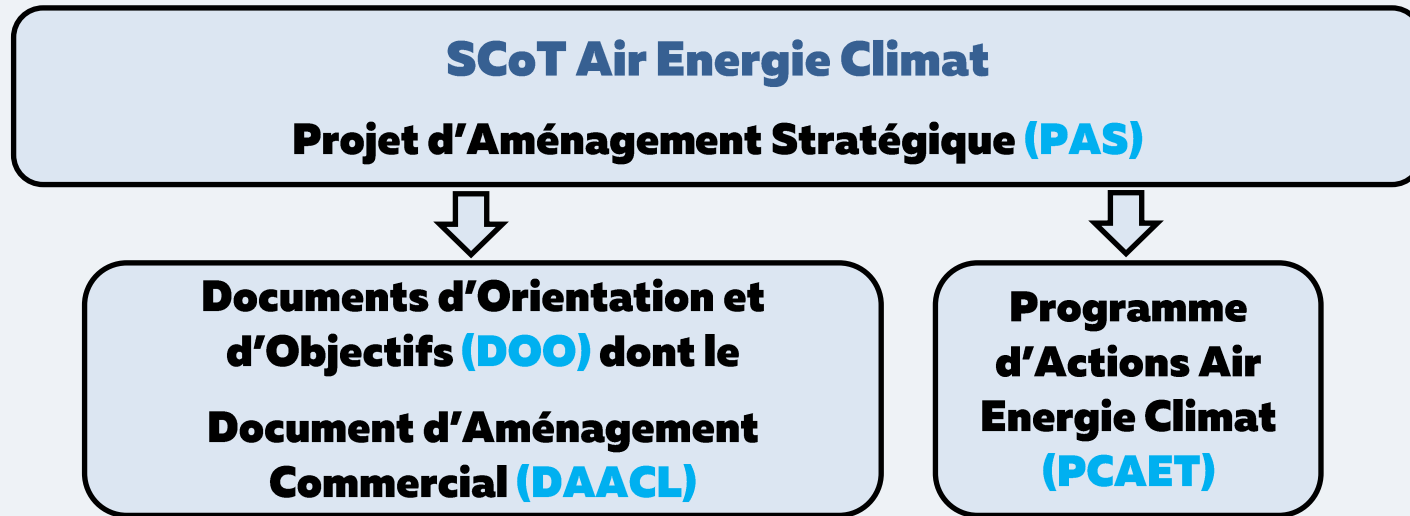 SCoT Air Energie Climat
Projet d’Aménagement Stratégique (PAS)
Documents d’Orientation et
d’Objectifs (DOO) dont le
Document d’Aménagement
Commercial (DAACL)
Programme
d’Actions Air
Energie Climat
(PCAET)